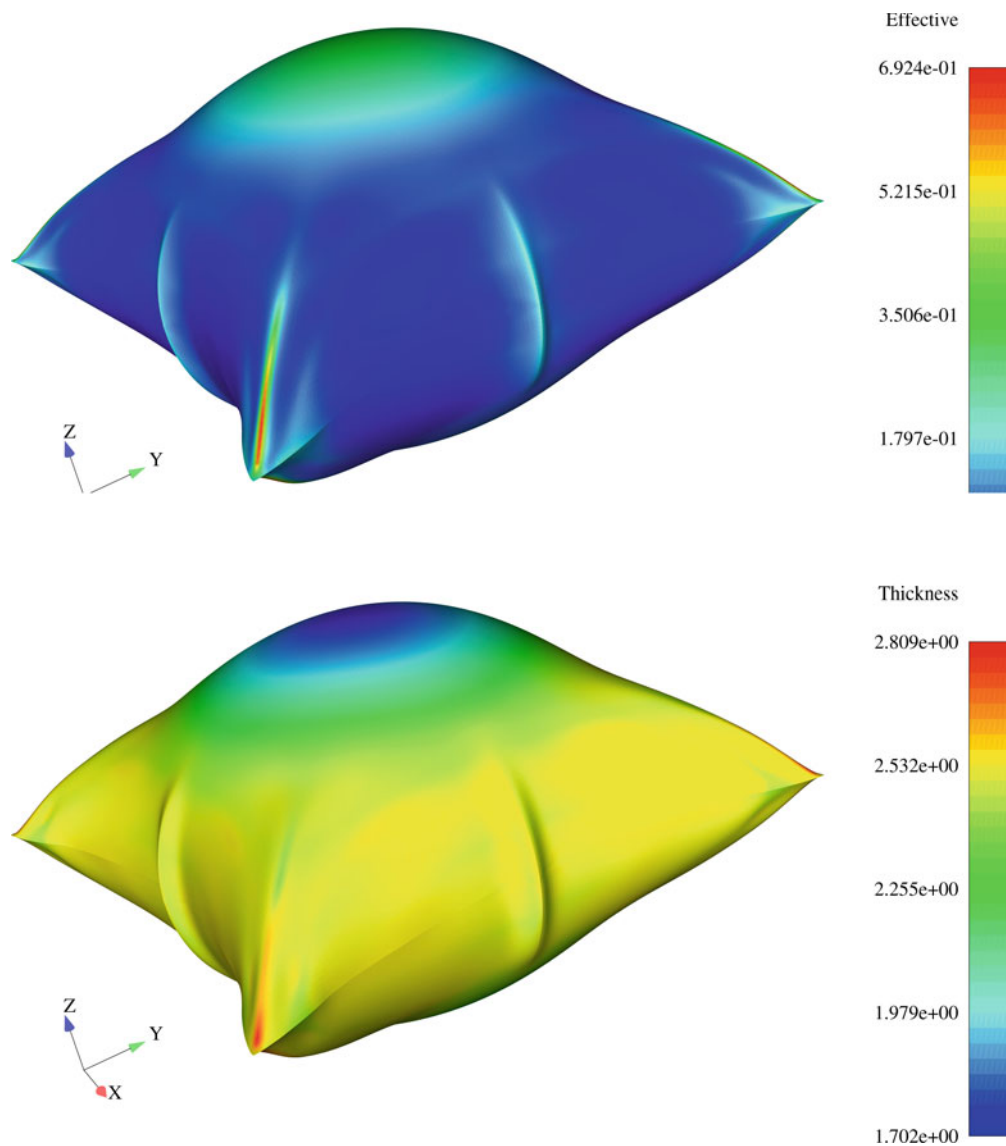 Effective
6.924e-01
5.215e-01
3.506e-01
1.797e-01
Z
Y
Thickness
2.809e+00
2.532e+00
2.255e+00
1.979e+00
1.702e+00
Z
Y
X